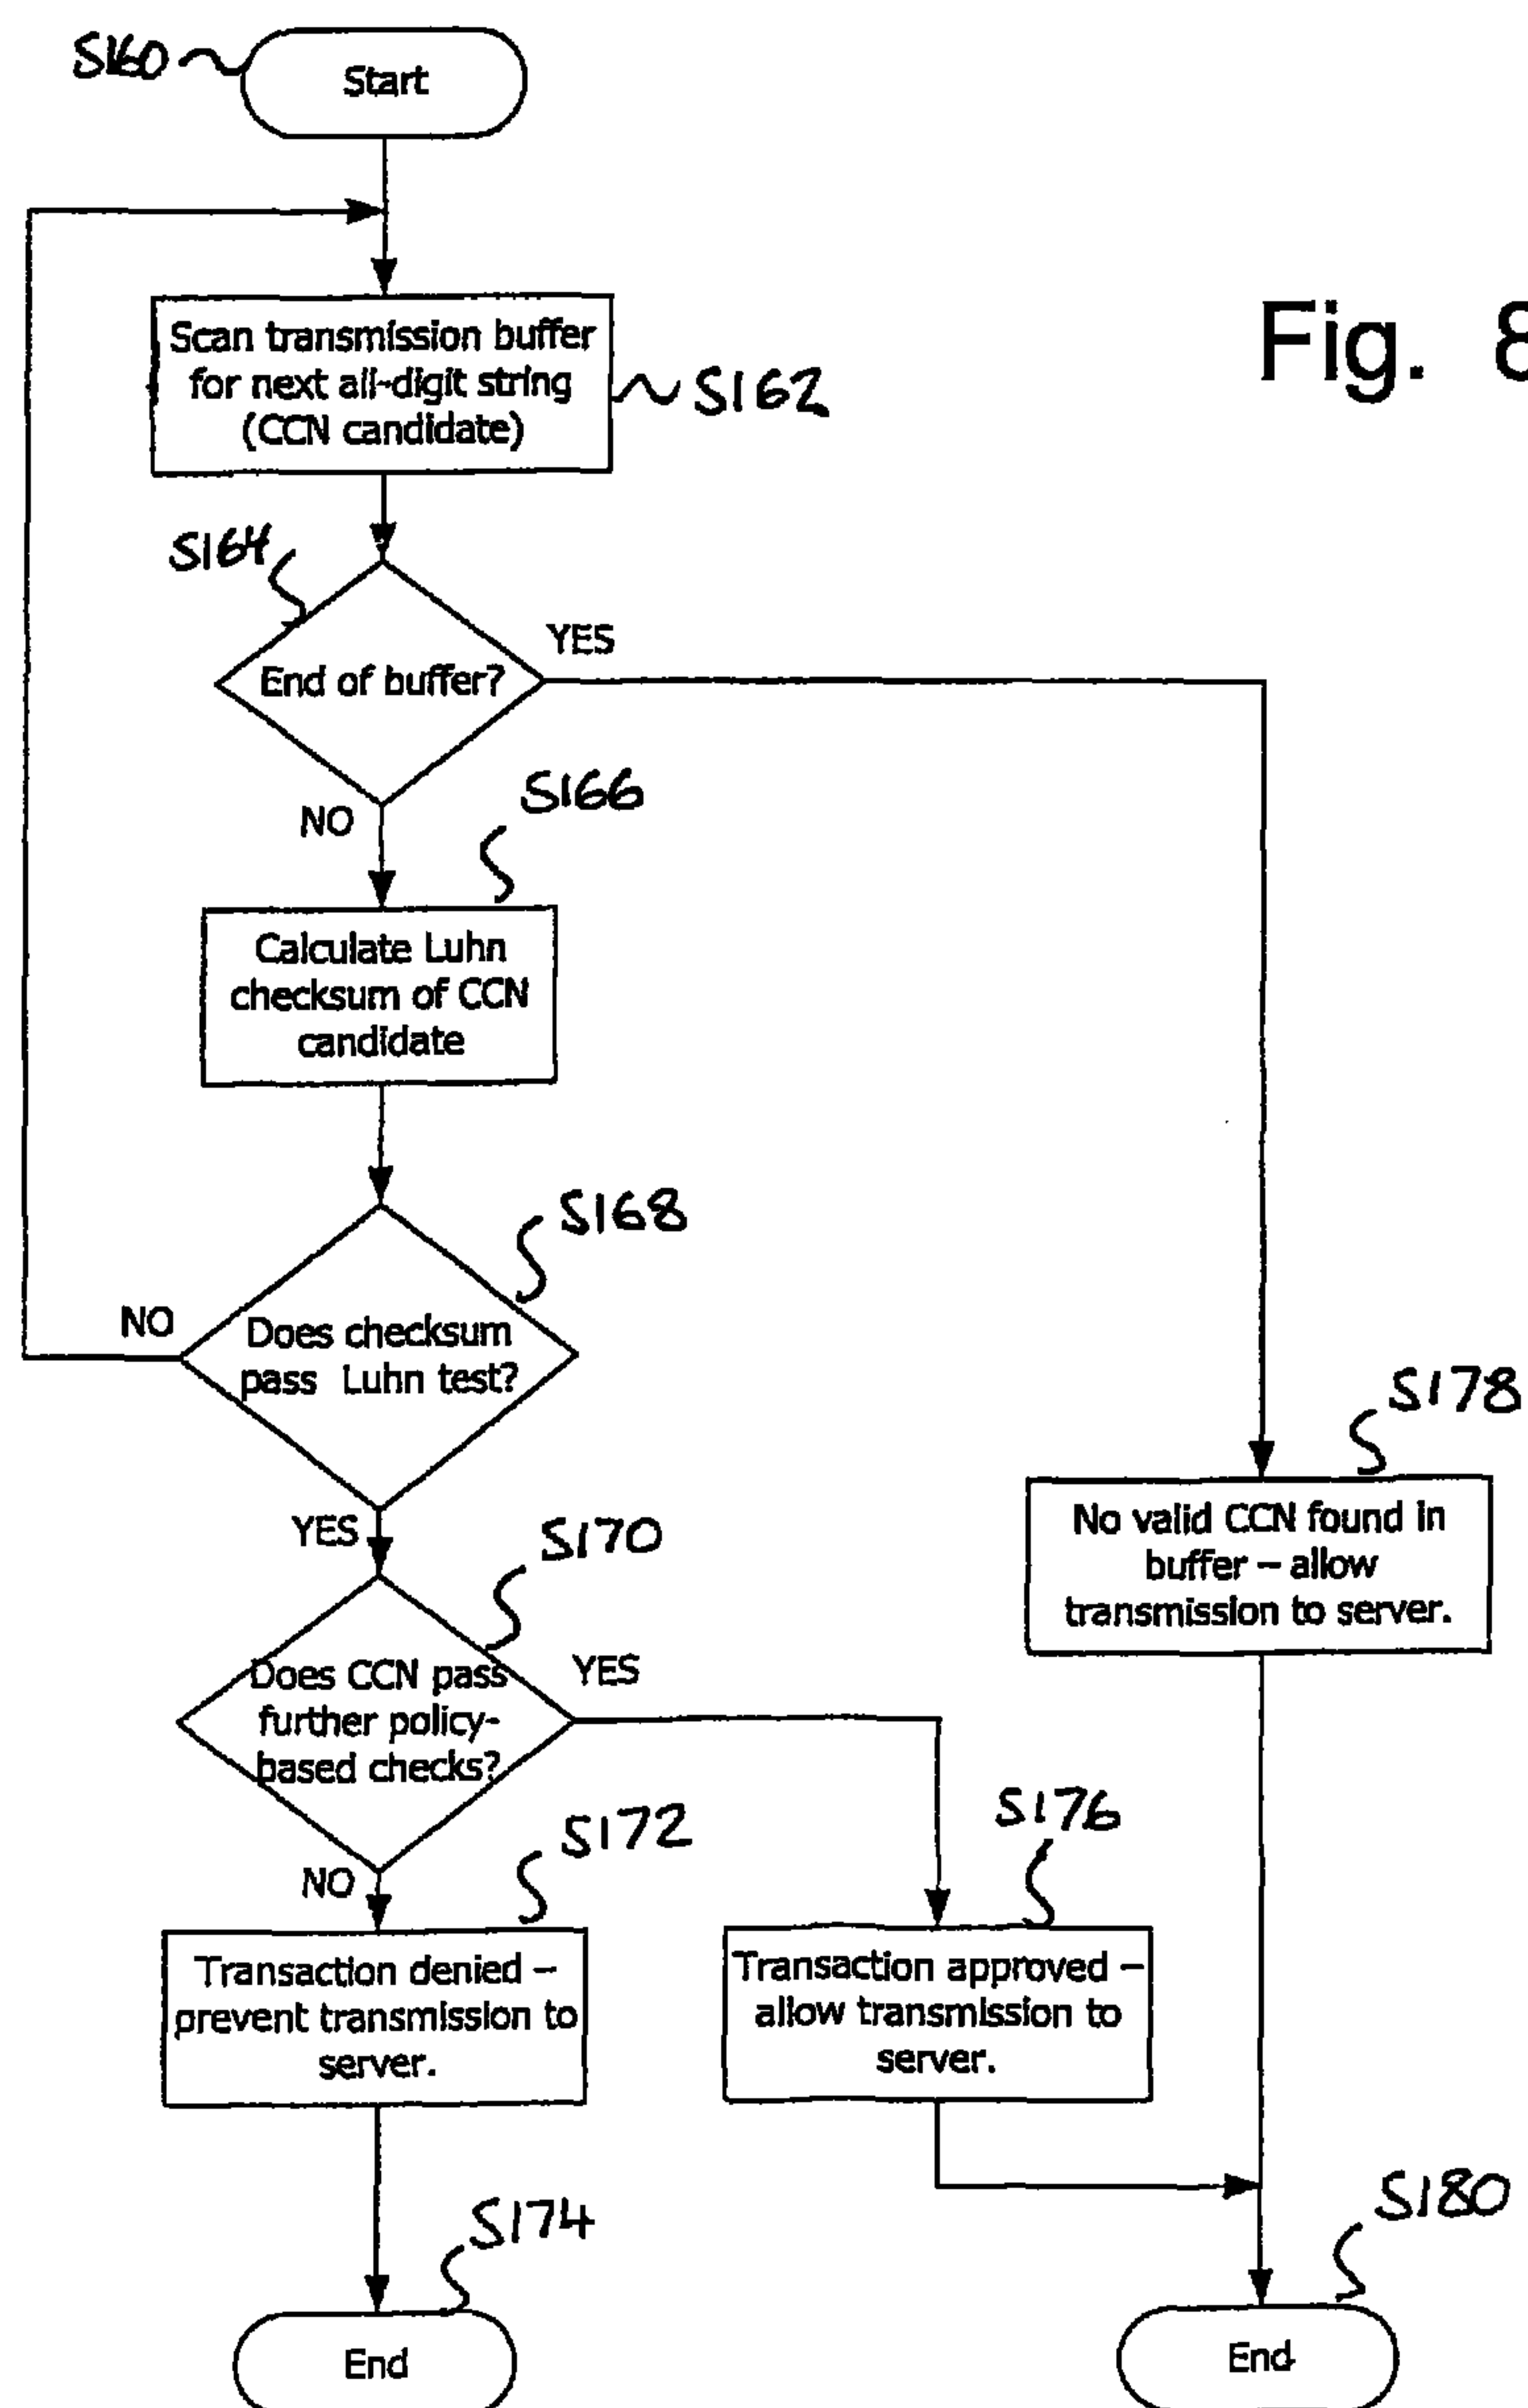 S160
Start
Fig. 8
Scan transmission buffer
for next all-digit string
(CCN candidate)
S162
S164
End of buffer?
YES
NO
S166
Calculate Luhn
checksum of CCN
candidate
S168
NO
Does checksum
pass Luhn test?
YES
S170
Does CCN pass
further policy-
based checks?
YES
NO
S172
Transaction denied –
prevent transmission to
server.
S176
Transaction approved –
allow transmission to
server.
S178
No valid CCN found in
buffer – allow
transmission to server.
S174
End
S180
End